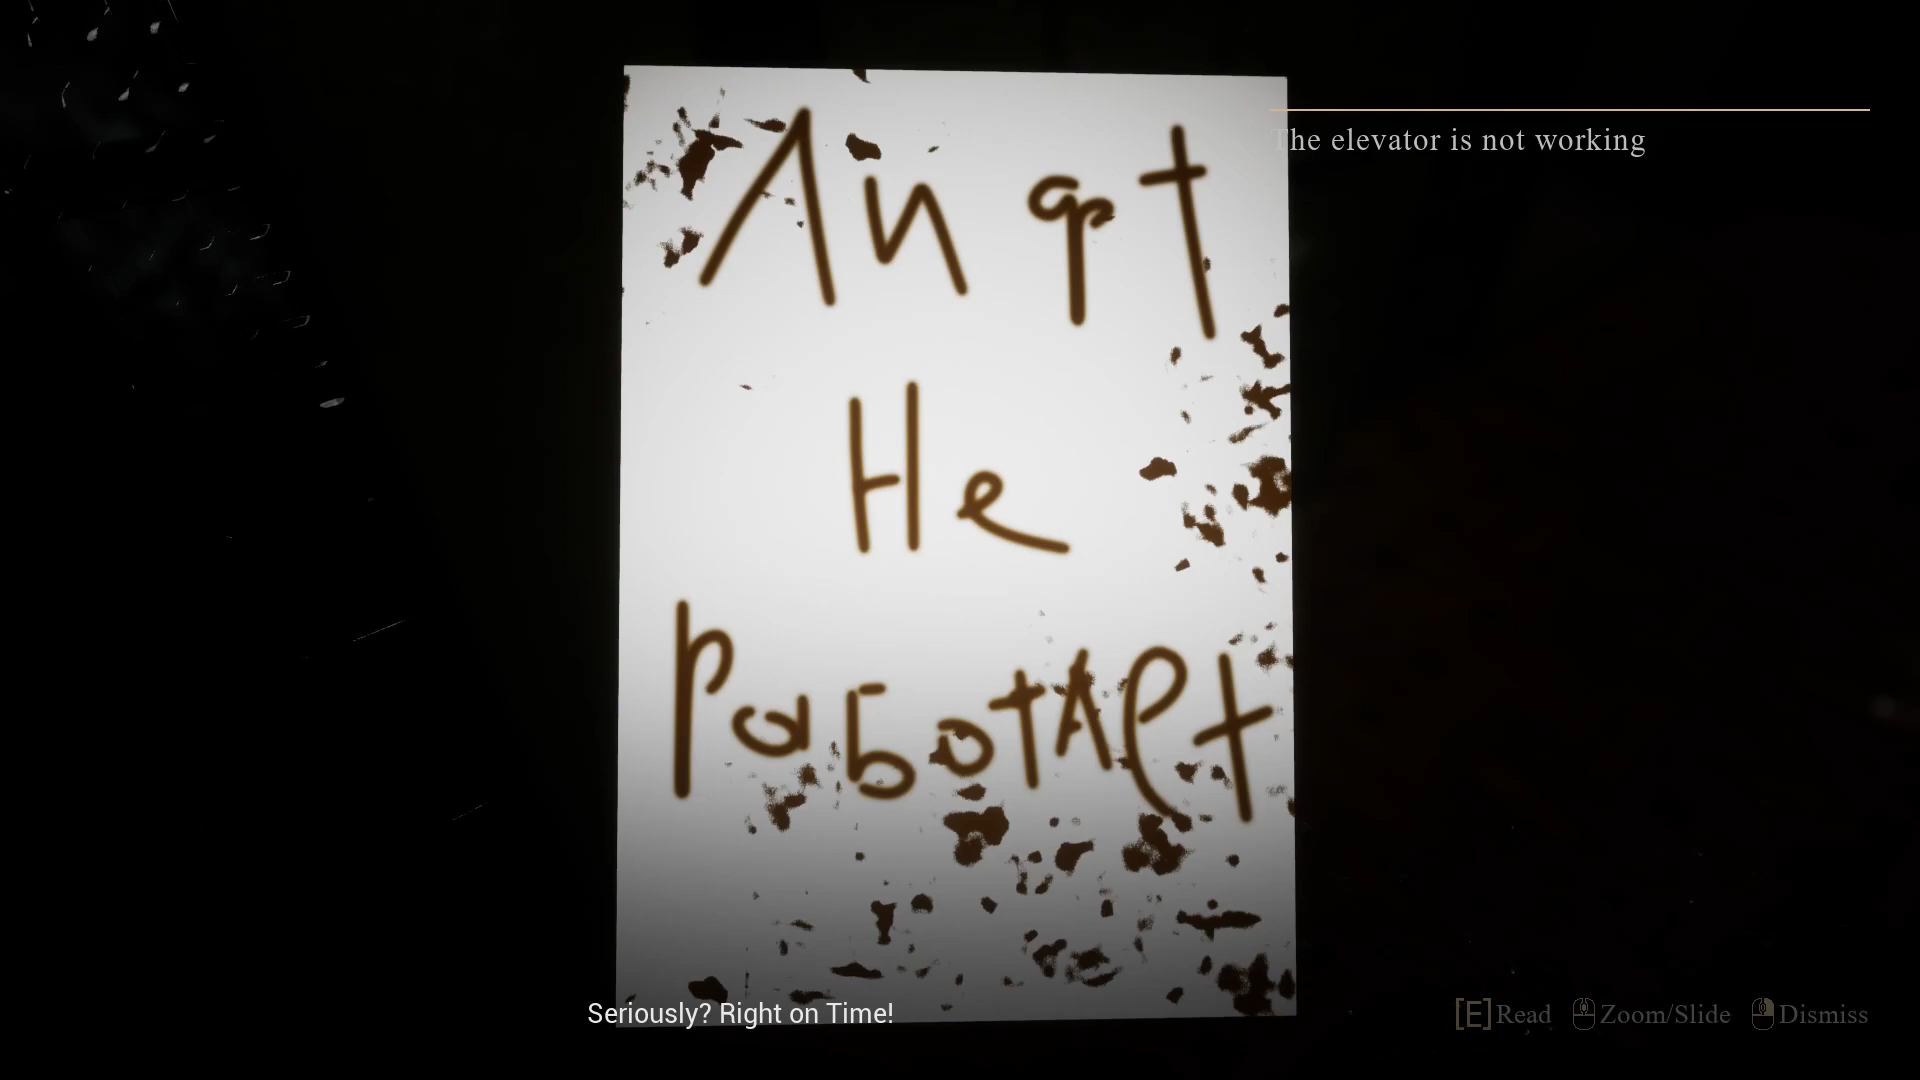 Лифт
Не
Работает
The elevator is not working
Seriously? Right on Time!
[E] Read Zoom/Slide Dismiss